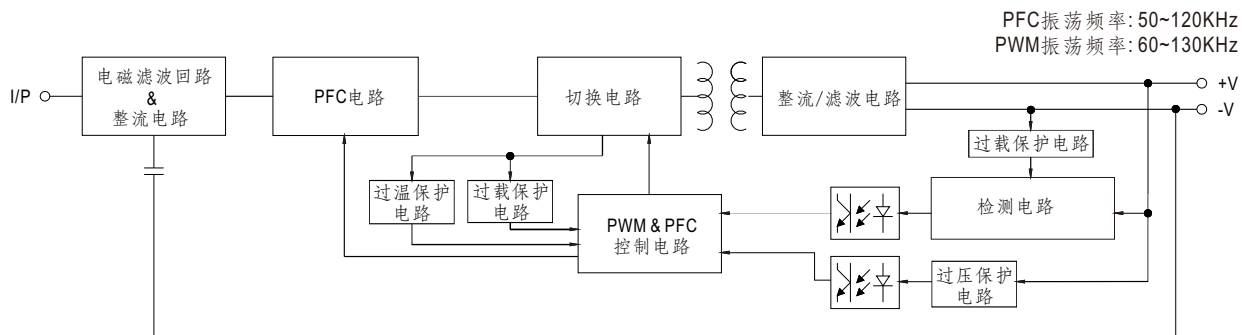 PFC振荡频率: 50~120KHz
PWM振荡频率: 60~130KHz
I/P
电磁滤波回路
&
整流电路
PFC电路
切换电路
整流/滤波电路
+V
-V
过载保护电路
过温保护
电路
过载保护
电路
PWM & PFC
控制电路
检测电路
过压保护
电路